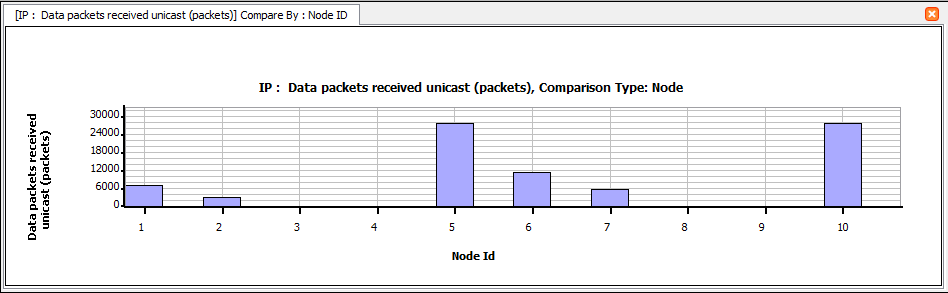 [IP :  Data packets received unicast (packets)] Compare By : Node ID
IP :  Data packets received unicast (packets), Comparison Type: Node
Data packets received
unicast (packets)
30000
24000
18000
12000
6000
0
1 2 3 4 5 6 7 8 9 10
Node Id